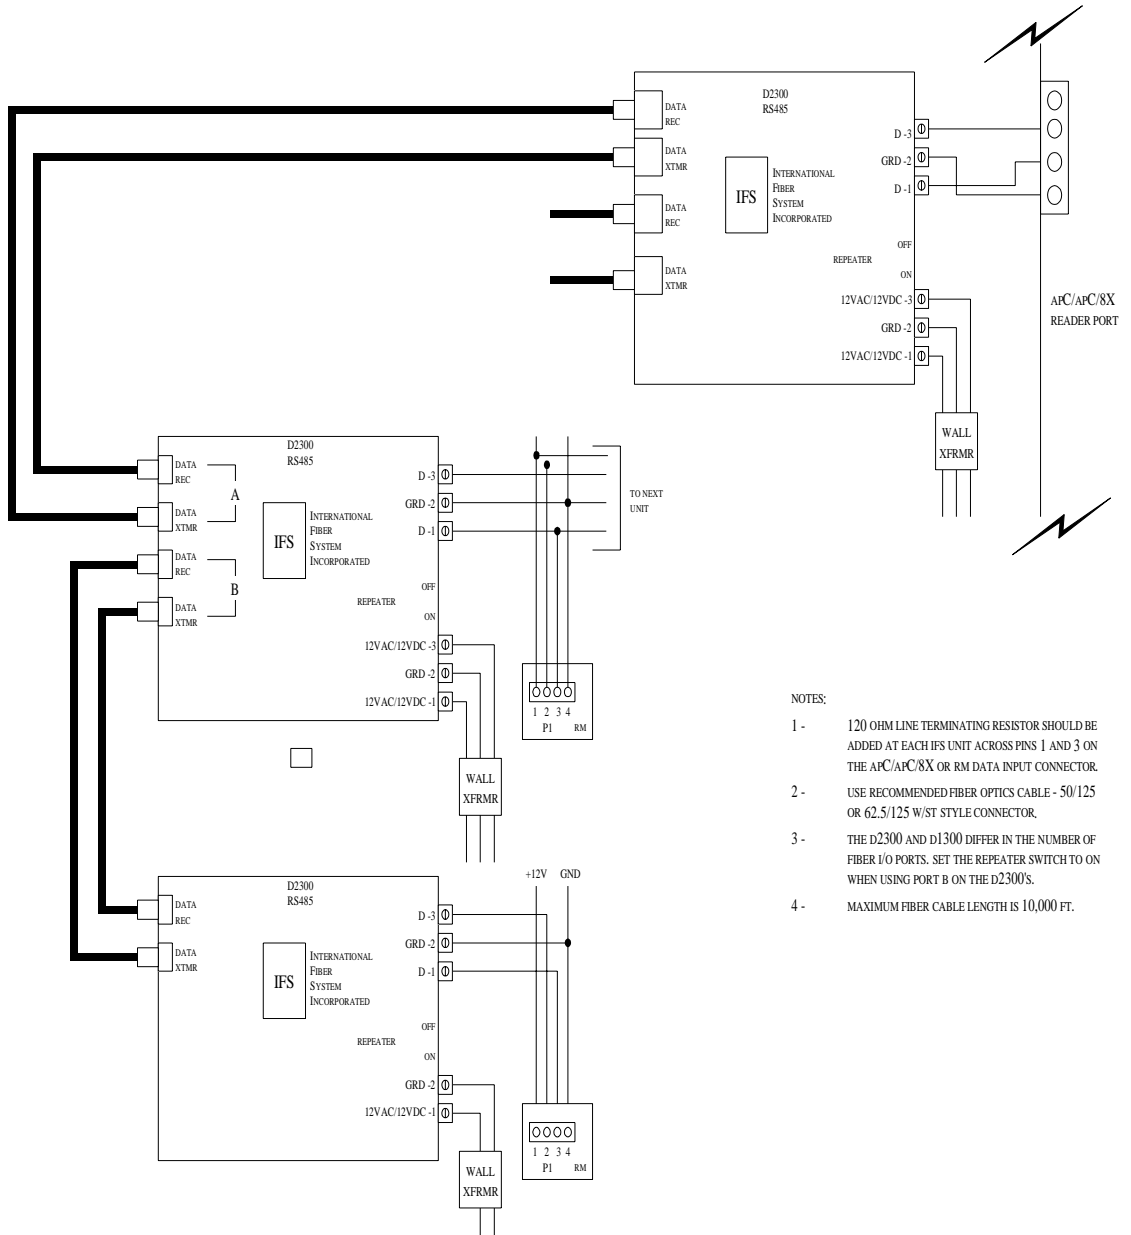 D2300
RS485
DATA
REC
DATA
XTMR
DATA
REC
DATA
XTMR
IFS
INTERNATIONAL
FIBER
SYSTEM
INCORPORATED
D -3
GRD -2
D -1
OFF
REPEATER
ON
12VAC/12VDC -3
GRD -2
12VAC/12VDC -1
WALL
XFRMR
APC/APC/8X
READER PORT
D2300
RS485
DATA
REC
A
DATA
XTMR
DATA
REC
B
DATA
XTMR
IFS
INTERNATIONAL
FIBER
SYSTEM
INCORPORATED
D -3
GRD -2
D -1
OFF
REPEATER
ON
12VAC/12VDC -3
GRD -2
12VAC/12VDC -1
TO NEXT
UNIT
1 2 3 4
P1 RM
WALL
XFRMR
D2300
RS485
DATA
REC
DATA
XTMR
IFS
INTERNATIONAL
FIBER
SYSTEM
INCORPORATED
D -3
GRD -2
D -1
OFF
REPEATER
ON
GRD -2
12VAC/12VDC -1
+12V GND
1 2 3 4
P1 RM
WALL
XFRMR
NOTES:
1 - 120 OHM LINE TERMINATING RESISTOR SHOULD BE
ADDED AT EACH IFS UNIT ACROSS PINS 1 AND 3 ON
THE APC/APC/8X OR RM DATA INPUT CONNECTOR.
2 - USE RECOMMENDED FIBER OPTICS CABLE - 50/125
OR 62.5/125 W/ST STYLE CONNECTOR.
3 - THE D2300 AND D1300 DIFFER IN THE NUMBER OF
FIBER I/O PORTS. SET THE REPEATER SWITCH TO ON
WHEN USING PORT B ON THE D2300'S.
4 - MAXIMUM FIBER CABLE LENGTH IS 10,000 FT.